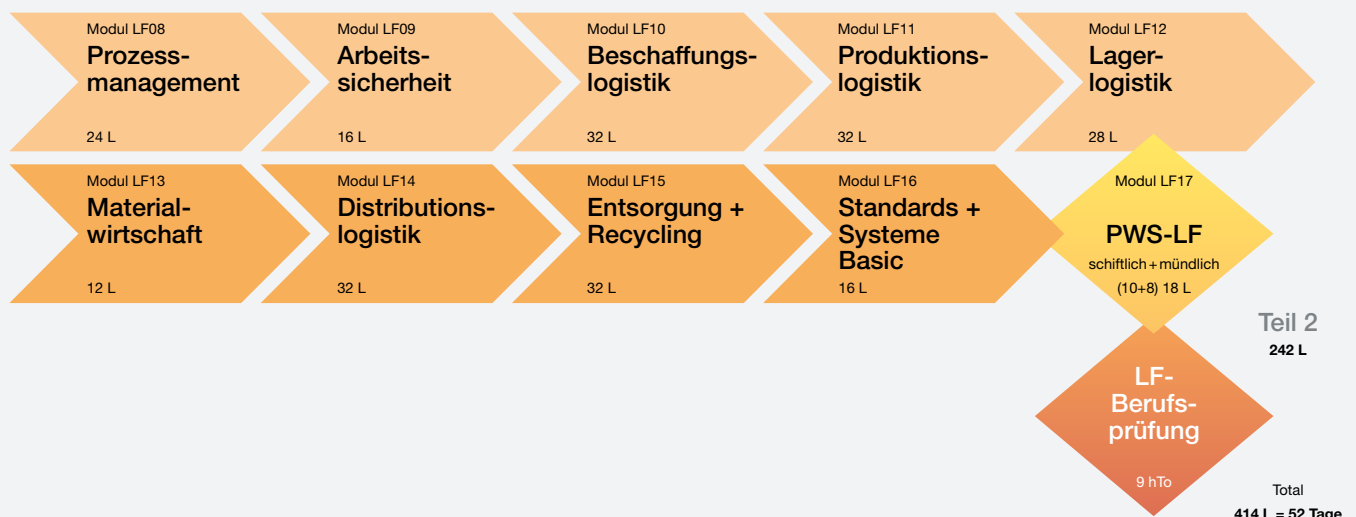 Modul LF08
Prozess-
management
24 L
Modul LF09
Arbeits-
sicherheit
16 L
Modul LF10
Beschaffungs-
logistik
32 L
Modul LF11
Produktions-
logistik
32 L
Modul LF12
Lager-
logistik
28 L
Modul LF13
Material-
wirtschaft
12 L
Modul LF14
Distributions-
logistik
32 L
Modul LF15
Entsorgung +
Recycling
32 L
Modul LF16
Standards +
Systeme
Basic
16 L
Modul LF17
PWS-LF
schiftlich + mündlich
(10+8) 18 L
Teil 2
242 L
LF-
Berufs-
prüfung
9 hTo
Total
414 L = 52 Tage